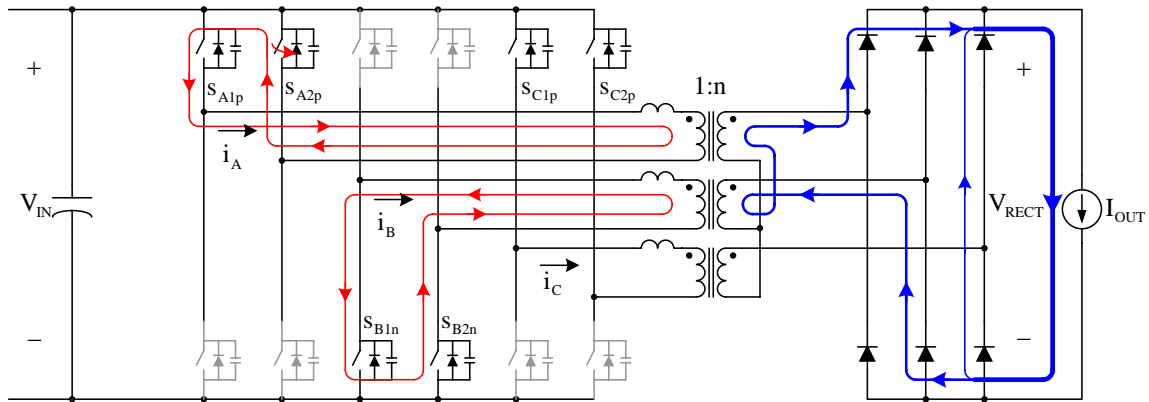 +
+
s_A1p
s_A2p
s_C1p
s_C2p
1:n
i_A
V_IN
i_B
V_RECT
I_OUT
i_C
s_B1n
s_B2n
−
−